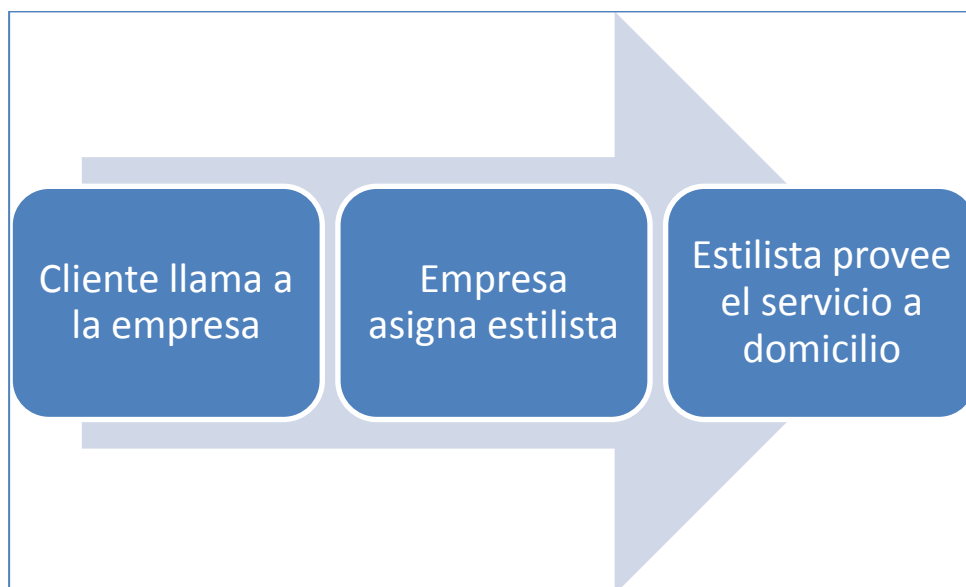 Cliente llama a
la empresa
Empresa
asigna estilista
Estilista provee
el servicio a
domicilio